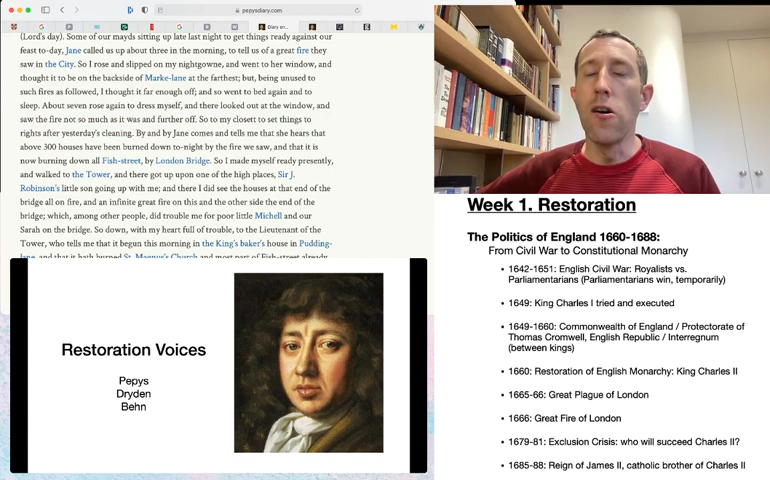 pepysdiary.com
Diary en...
(Lord's day). Some of our mayds sitting up late last night to get things ready against our
feast to-day, Jane called us up about three in the morning, to tell us of a great fire they
saw in the City. So I rose and slipped on my nightgowne, and went to her window, and
thought it to be on the backside of Marke-lane at the farthest; but, being unused to
such fires as followed, I thought it far enough off; and so went to bed again and to
sleep. About seven rose again to dress myself, and there looked out at the window, and
saw the fire not so much as it was and further off. So to my closett to set things to
rights after yesterday's cleaning. By and by Jane comes and tells me that she hears that
above 300 houses have been burned down to-night by the fire we saw, and that it is
now burning down all Fish-street, by London Bridge. So I made myself ready presently,
and walked to the Tower, and there got up upon one of the high places, Sir J.
Robinson's little son going up with me; and there I did see the houses at that end of the
bridge all on fire, and an infinite great fire on this and the other side the end of the
bridge; which, among other people, did trouble me for poor little Michell and our
Sarah on the bridge. So down, with my heart full of trouble, to the Lieutenant of the
Tower, who tells me that it begun this morning in the King's baker's house in Pudding-
lane, and that it hath burned St. Magnus's Church and most part of Fish-street already.
Restoration Voices
Pepys
Dryden
Behn
Week 1. Restoration
The Politics of England 1660-1688:
From Civil War to Constitutional Monarchy
• 1642-1651: English Civil War: Royalists vs.
Parliamentarians (Parliamentarians win, temporarily)
• 1649: King Charles I tried and executed
• 1649-1660: Commonwealth of England / Protectorate of
Thomas Cromwell, English Republic / Interregnum
(between kings)
• 1660: Restoration of English Monarchy: King Charles II
• 1665-66: Great Plague of London
• 1666: Great Fire of London
• 1679-81: Exclusion Crisis: who will succeed Charles II?
• 1685-88: Reign of James II, catholic brother of Charles II